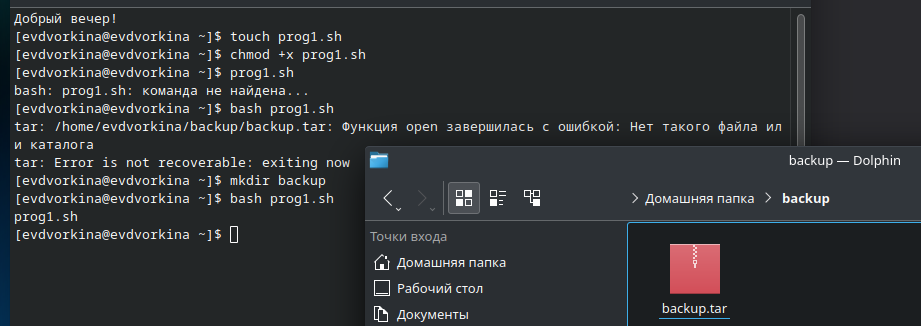 Добрый вечер!
[evdvorkina@evdvorkina ~]$ touch prog1.sh
[evdvorkina@evdvorkina ~]$ chmod +x prog1.sh
[evdvorkina@evdvorkina ~]$ prog1.sh
bash: prog1.sh: команда не найдена...
[evdvorkina@evdvorkina ~]$ bash prog1.sh
tar: /home/evdvorkina/backup/backup.tar: Функция open завершилась с ошибкой: Нет такого файла ил
и каталога
tar: Error is not recoverable: exiting now
[evdvorkina@evdvorkina ~]$ mkdir backup
[evdvorkina@evdvorkina ~]$ bash prog1.sh
prog1.sh
[evdvorkina@evdvorkina ~]$
backup — Dolphin
Домашняя папка
backup
Точки входа
Домашняя папка
Рабочий стол
Документы
backup.tar